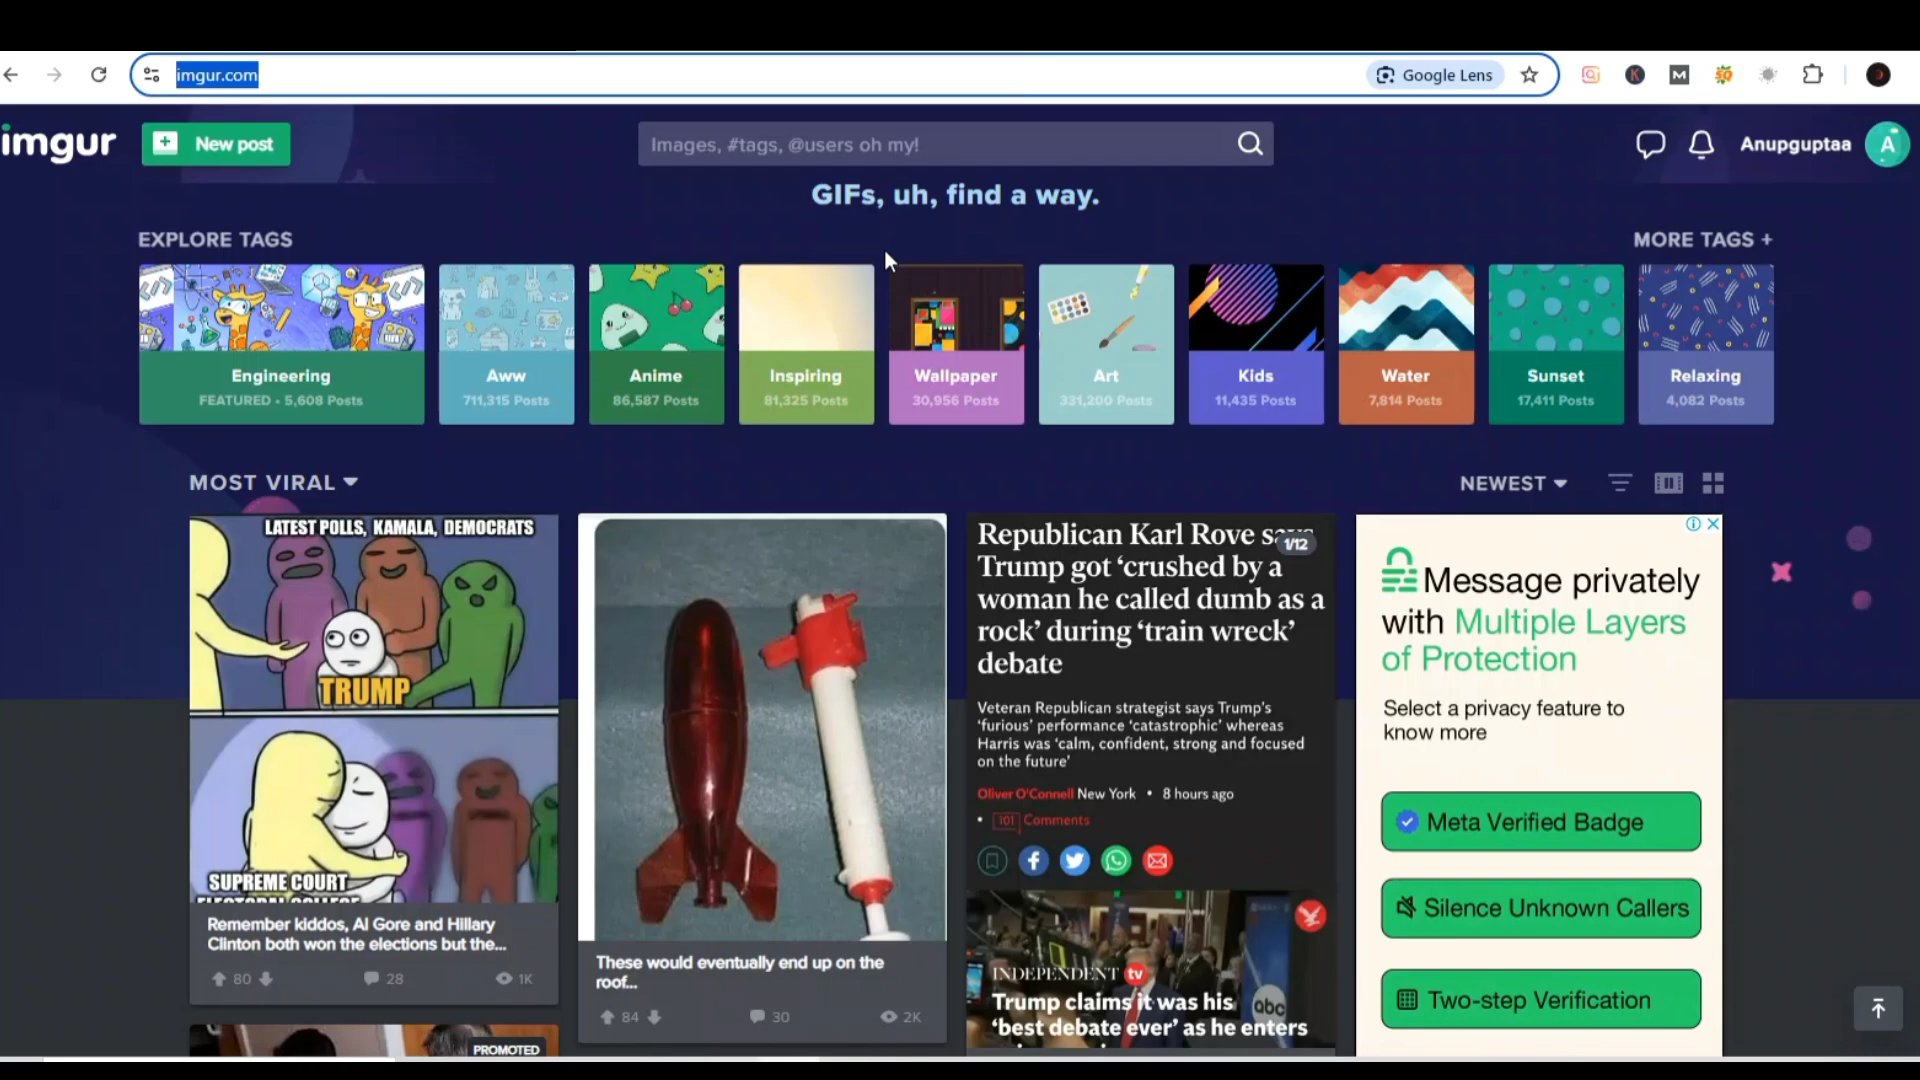 imgur.com
Google Lens
imgur
New post
Images, #tags, @users oh my!
Anupguptaa
A
GIFs, uh, find a way.
EXPLORE TAGS
MORE TAGS +
Engineering
FEATURED • 5,608 Posts
Aww
711,315 Posts
Anime
86,587 Posts
Inspiring
81,325 Posts
Wallpaper
30,956 Posts
Art
331,200 Posts
Kids
11,435 Posts
Water
7,814 Posts
Sunset
17,411 Posts
Relaxing
4,082 Posts
MOST VIRAL
NEWEST
LATEST POLLS, KAMALA, DEMOCRATS
TRUMP
SUPREME COURT
Remember kiddos, Al Gore and Hillary
Clinton both won the elections but the...
80
28
1K
PROMOTED
These would eventually end up on the
roof...
84
30
2K
1/12
Republican Karl Rove says
Trump got ‘crushed by a
woman he called dumb as a
rock’ during ‘train wreck’
debate
Veteran Republican strategist says Trump’s
‘furious’ performance ‘catastrophic’ whereas
Harris was ‘calm, confident, strong and focused
on the future’
Oliver O’Connell New York • 8 hours ago
• 101 Comments
INDEPENDENT tv
abc
Trump claims it was his
‘best debate ever’ as he enters
Message privately
with Multiple Layers
of Protection
Select a privacy feature to
know more
Meta Verified Badge
Silence Unknown Callers
Two-step Verification